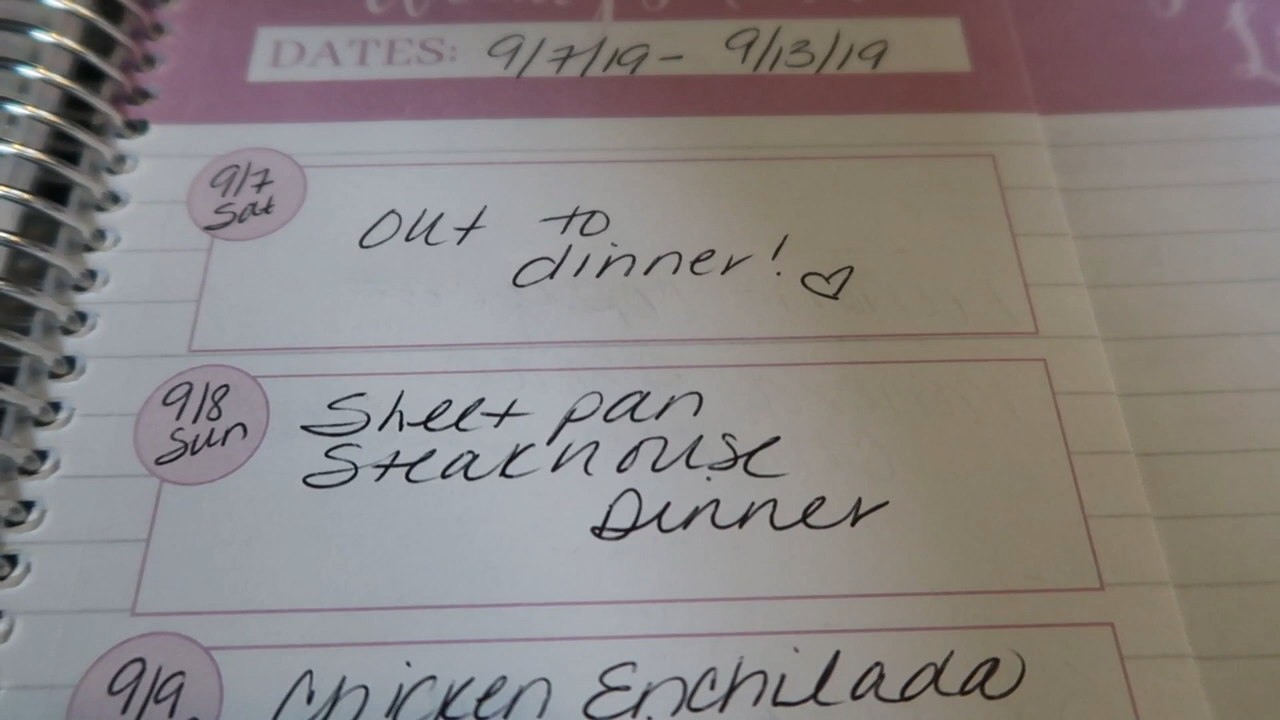 DATES: 9/7/19 - 9/13/19
9/7
Sat
out to
dinner! ♡
9/8
Sun
Sheet pan
Steakhouse
Dinner
9/9
Chicken Enchilada